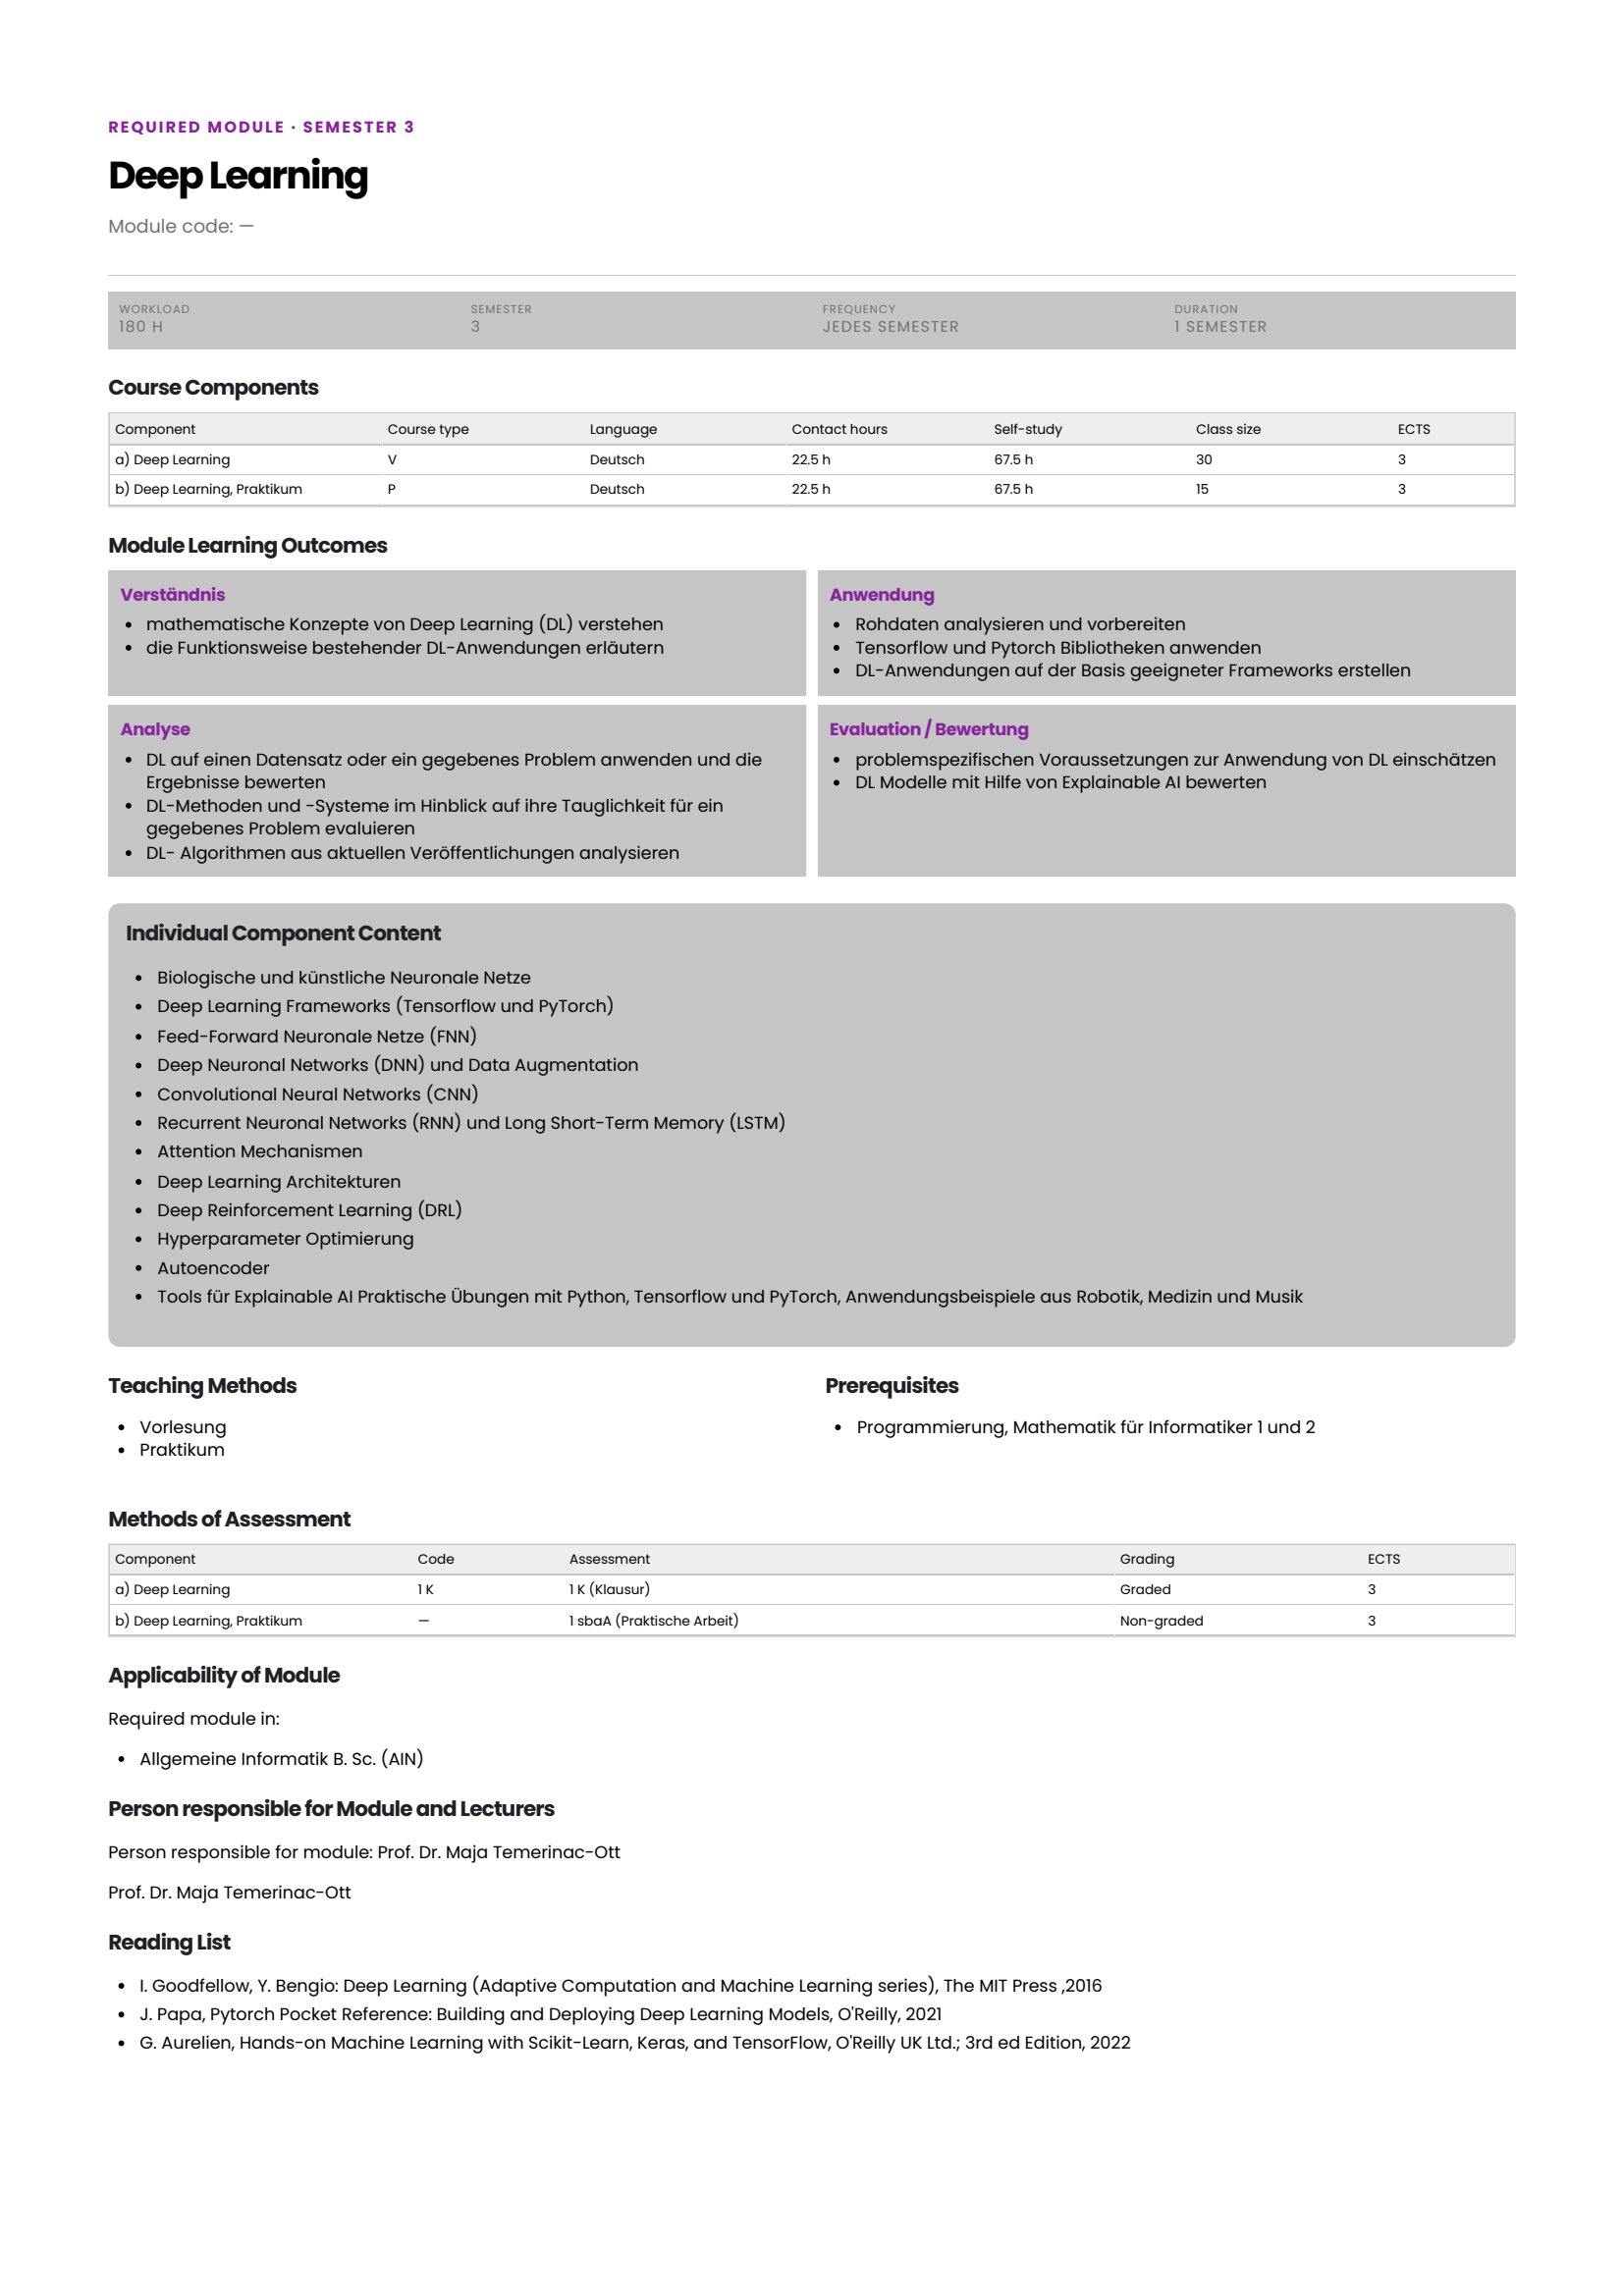 REQUIRED MODULE · SEMESTER 3
Deep Learning
Module code: —
WORKLOAD SEMESTER FREQUENCY DURATION
180 H 3 JEDES SEMESTER 1 SEMESTER
Course Components
Component Course type Language Contact hours Self-study Class size ECTS
a) Deep Learning V Deutsch 22.5 h 67.5 h 30 3
b) Deep Learning, Praktikum P Deutsch 22.5 h 67.5 h 15 3
Module Learning Outcomes
Verständnis
• mathematische Konzepte von Deep Learning (DL) verstehen
• die Funktionsweise bestehender DL-Anwendungen erläutern
Anwendung
• Rohdaten analysieren und vorbereiten
• Tensorflow und Pytorch Bibliotheken anwenden
• DL-Anwendungen auf der Basis geeigneter Frameworks erstellen
Analyse
• DL auf einen Datensatz oder ein gegebenes Problem anwenden und die
Ergebnisse bewerten
• DL-Methoden und -Systeme im Hinblick auf ihre Tauglichkeit für ein
gegebenes Problem evaluieren
• DL- Algorithmen aus aktuellen Veröffentlichungen analysieren
Evaluation / Bewertung
• problemspezifischen Voraussetzungen zur Anwendung von DL einschätzen
• DL Modelle mit Hilfe von Explainable AI bewerten
Individual Component Content
• Biologische und künstliche Neuronale Netze
• Deep Learning Frameworks (Tensorflow und PyTorch)
• Feed-Forward Neuronale Netze (FNN)
• Deep Neuronal Networks (DNN) und Data Augmentation
• Convolutional Neural Networks (CNN)
• Recurrent Neuronal Networks (RNN) und Long Short-Term Memory (LSTM)
• Attention Mechanismen
• Deep Learning Architekturen
• Deep Reinforcement Learning (DRL)
• Hyperparameter Optimierung
• Autoencoder
• Tools für Explainable AI Praktische Übungen mit Python, Tensorflow und PyTorch, Anwendungsbeispiele aus Robotik, Medizin und Musik
Teaching Methods
• Vorlesung
• Praktikum
Prerequisites
• Programmierung, Mathematik für Informatiker 1 und 2
Methods of Assessment
Component Code Assessment Grading ECTS
a) Deep Learning 1 K 1 K (Klausur) Graded 3
b) Deep Learning, Praktikum — 1 sbaA (Praktische Arbeit) Non-graded 3
Applicability of Module
Required module in:
• Allgemeine Informatik B. Sc. (AIN)
Person responsible for Module and Lecturers
Person responsible for module: Prof. Dr. Maja Temerinac-Ott
Prof. Dr. Maja Temerinac-Ott
Reading List
• I. Goodfellow, Y. Bengio: Deep Learning (Adaptive Computation and Machine Learning series), The MIT Press ,2016
• J. Papa, Pytorch Pocket Reference: Building and Deploying Deep Learning Models, O'Reilly, 2021
• G. Aurelien, Hands-on Machine Learning with Scikit-Learn, Keras, and TensorFlow, O'Reilly UK Ltd.; 3rd ed Edition, 2022